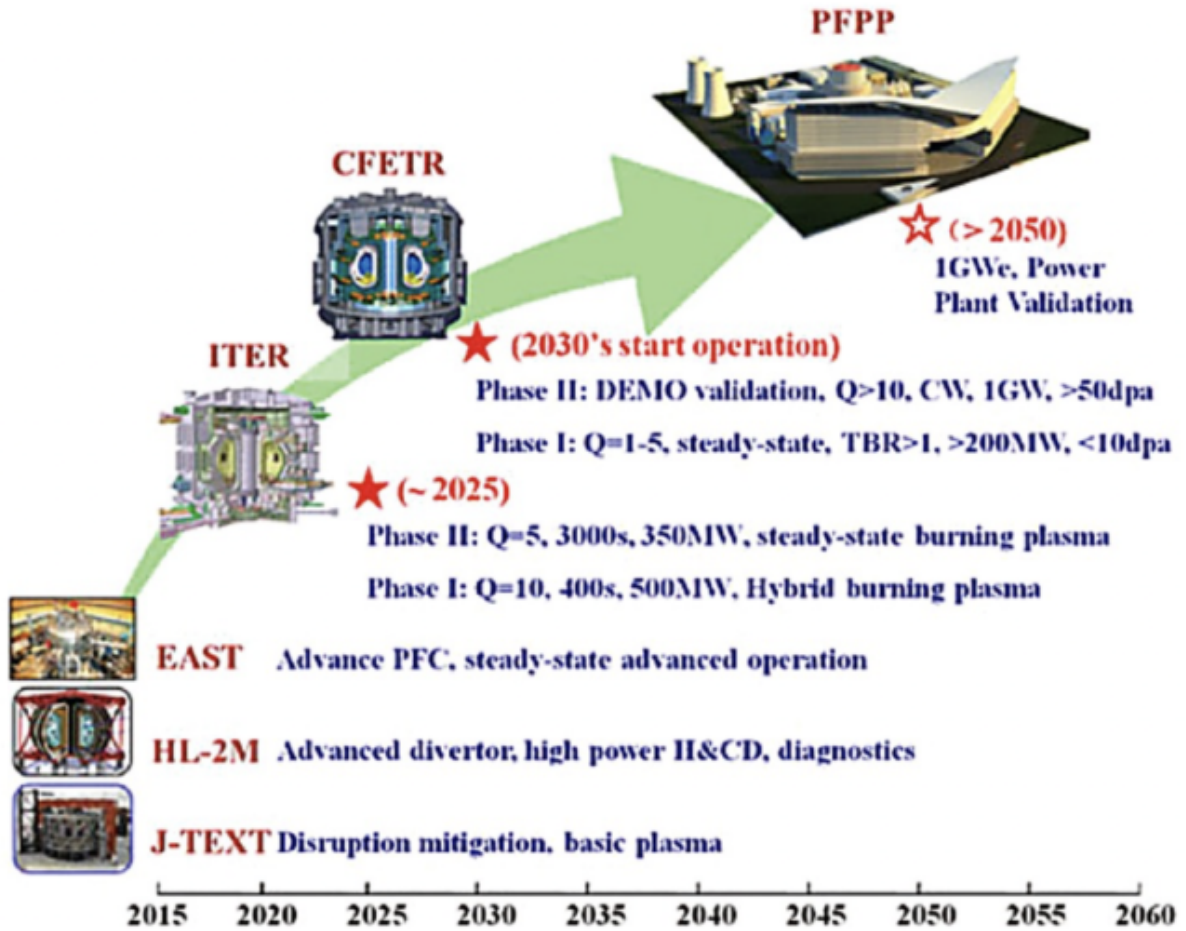 PFPP
CFETR
☆ (> 2050)
1GWe, Power
Plant Validation
ITER
★ (2030's start operation)
Phase II: DEMO validation, Q>10, CW, 1GW, >50dpa
Phase I: Q=1-5, steady-state, TBR>1, >200MW, <10dpa
★ (~ 2025)
Phase II: Q=5, 3000s, 350MW, steady-state burning plasma
Phase I: Q=10, 400s, 500MW, Hybrid burning plasma
EAST Advance PFC, steady-state advanced operation
HL-2M Advanced divertor, high power H&CD, diagnostics
J-TEXT Disruption mitigation, basic plasma
2015 2020 2025 2030 2035 2040 2045 2050 2055 2060